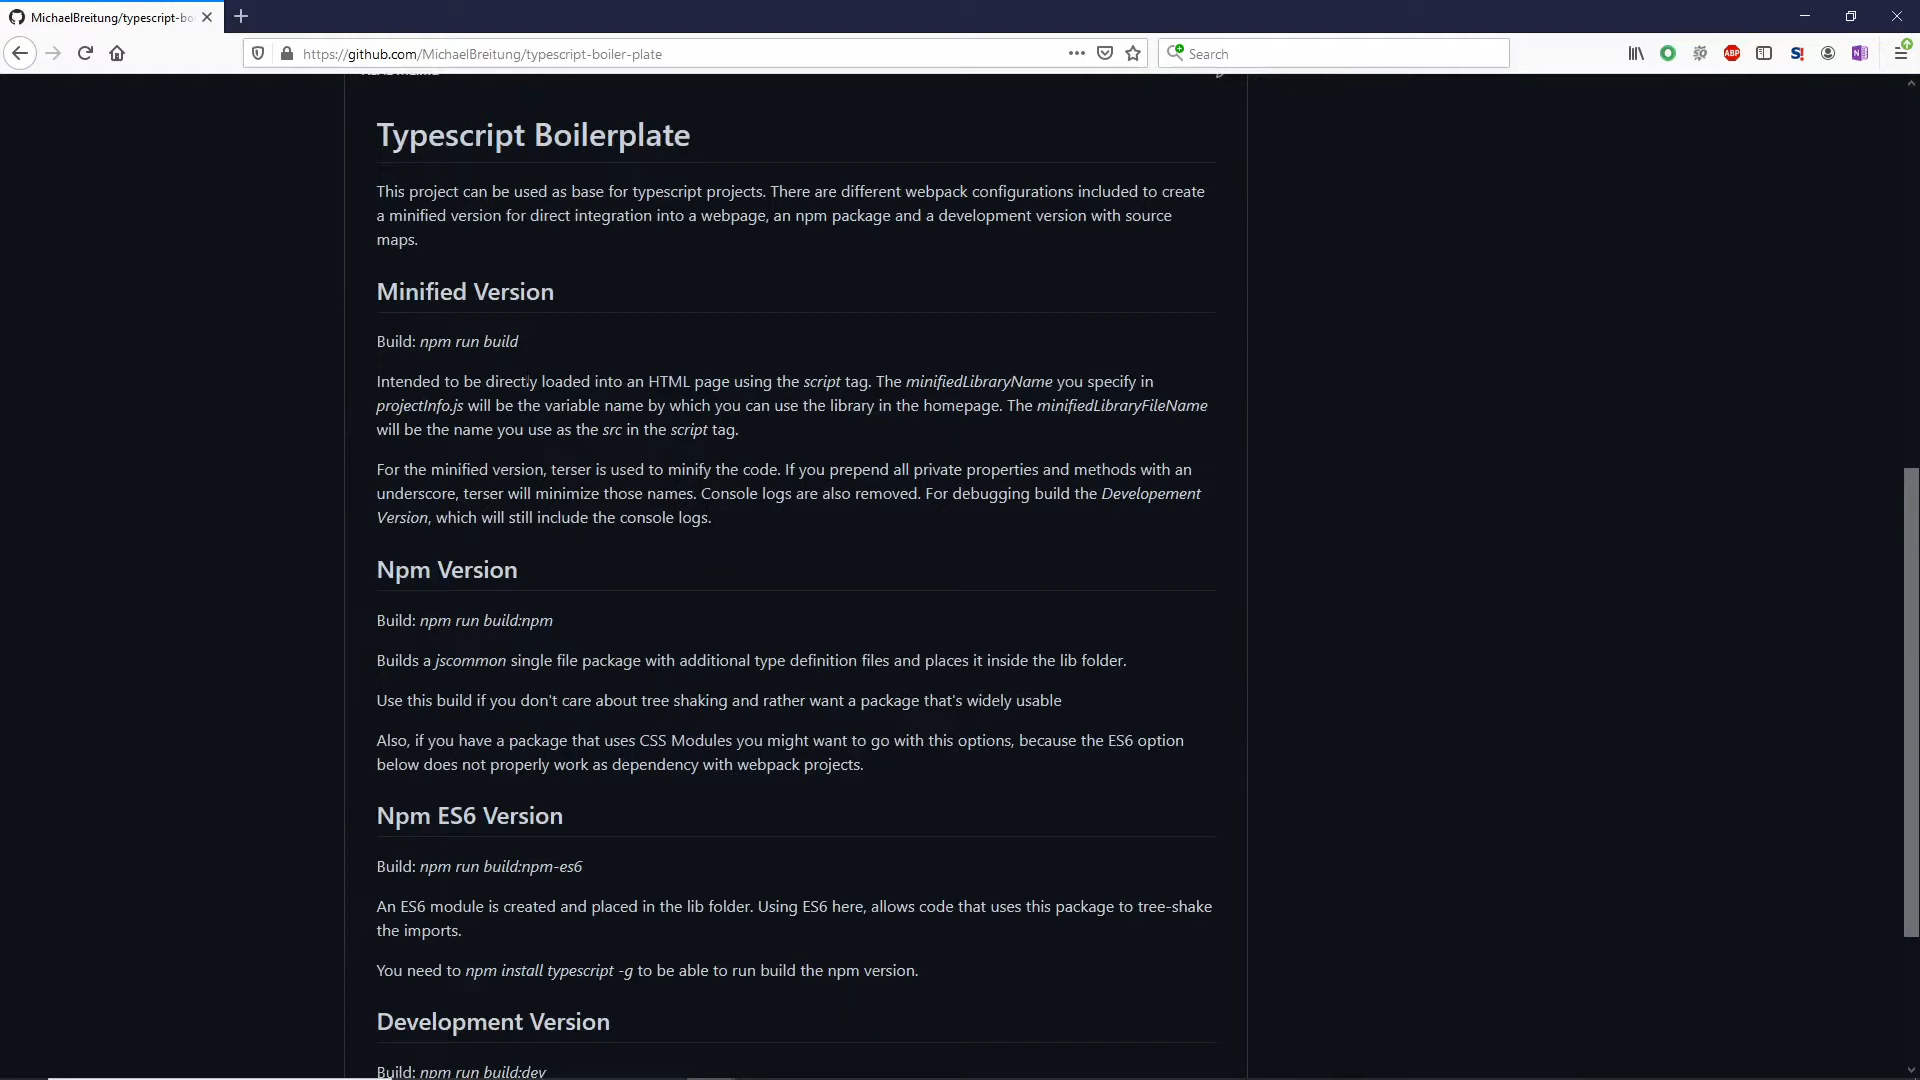 MichaelBreitung/typescript-bo
https://github.com/MichaelBreitung/typescript-boiler-plate
Search
ABP
S!
Typescript Boilerplate
This project can be used as base for typescript projects. There are different webpack configurations included to create
a minified version for direct integration into a webpage, an npm package and a development version with source
maps.
Minified Version
Build: npm run build
Intended to be directly loaded into an HTML page using the script tag. The minifiedLibraryName you specify in
projectInfo.js will be the variable name by which you can use the library in the homepage. The minifiedLibraryFileName
will be the name you use as the src in the script tag.
For the minified version, terser is used to minify the code. If you prepend all private properties and methods with an
underscore, terser will minimize those names. Console logs are also removed. For debugging build the Developement
Version, which will still include the console logs.
Npm Version
Build: npm run build:npm
Builds a jscommon single file package with additional type definition files and places it inside the lib folder.
Use this build if you don't care about tree shaking and rather want a package that's widely usable
Also, if you have a package that uses CSS Modules you might want to go with this options, because the ES6 option
below does not properly work as dependency with webpack projects.
Npm ES6 Version
Build: npm run build:npm-es6
An ES6 module is created and placed in the lib folder. Using ES6 here, allows code that uses this package to tree-shake
the imports.
You need to npm install typescript -g to be able to run build the npm version.
Development Version
Build: npm run build:dev